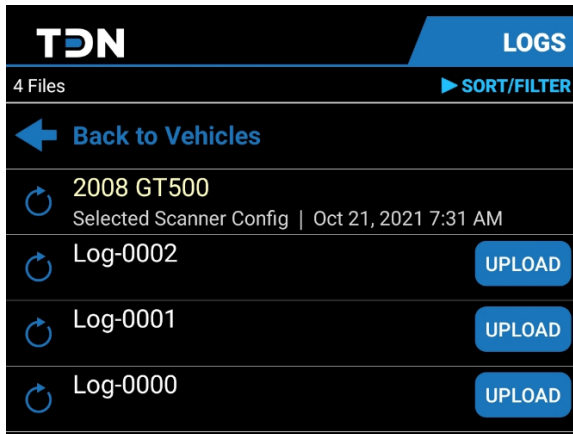 TDN
LOGS
4 Files
SORT/FILTER
Back to Vehicles
2008 GT500
Selected Scanner Config | Oct 21, 2021 7:31 AM
Log-0002
UPLOAD
Log-0001
UPLOAD
Log-0000
UPLOAD